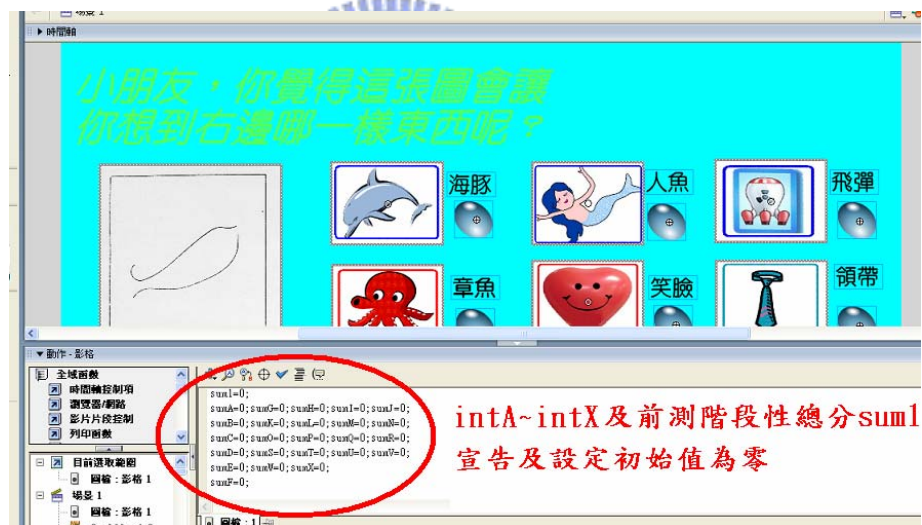 場景 1
▶ 時間軸
小朋友，你覺得這張圖會讓
你想到右邊哪一樣東西呢？
海豚
人魚
飛彈
章魚
笑臉
領帶
▼ 動作 - 影格
全域函數
時間軸控制項
瀏覽器/網路
影片片段控制
列印函數
目前選取範圍
圖檔：影格 1
場景 1
圖檔：影格 1
sum1=0;
sumA=0;sumG=0;sumH=0;sumI=0;sumJ=0;
sumB=0;sumK=0;sumL=0;sumM=0;sumN=0;
sumC=0;sumO=0;sumP=0;sumQ=0;sumR=0;
sumD=0;sumS=0;sumT=0;sumU=0;sumV=0;
sumE=0;sumW=0;sumX=0;
sumF=0;
圖檔：1
intA~intX及前測階段性總分sum1
宣告及設定初始值為零